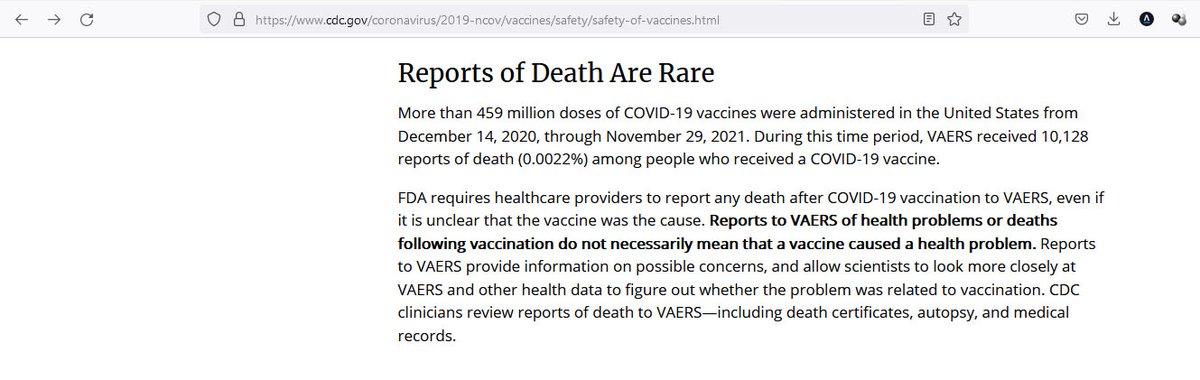 https://www.cdc.gov/coronavirus/2019-ncov/vaccines/safety/safety-of-vaccines.html
Reports of Death Are Rare
More than 459 million doses of COVID-19 vaccines were administered in the United States from
December 14, 2020, through November 29, 2021. During this time period, VAERS received 10,128
reports of death (0.0022%) among people who received a COVID-19 vaccine.
FDA requires healthcare providers to report any death after COVID-19 vaccination to VAERS, even if
it is unclear that the vaccine was the cause. Reports to VAERS of health problems or deaths
following vaccination do not necessarily mean that a vaccine caused a health problem. Reports
to VAERS provide information on possible concerns, and allow scientists to look more closely at
VAERS and other health data to figure out whether the problem was related to vaccination. CDC
clinicians review reports of death to VAERS—including death certificates, autopsy, and medical
records.